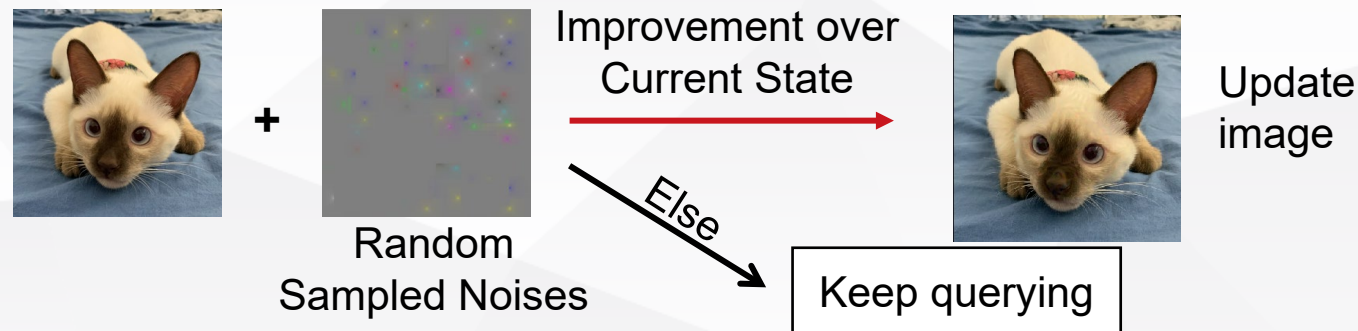 Improvement over
Current State
+
Update
image
Else
Random
Sampled Noises
Keep querying